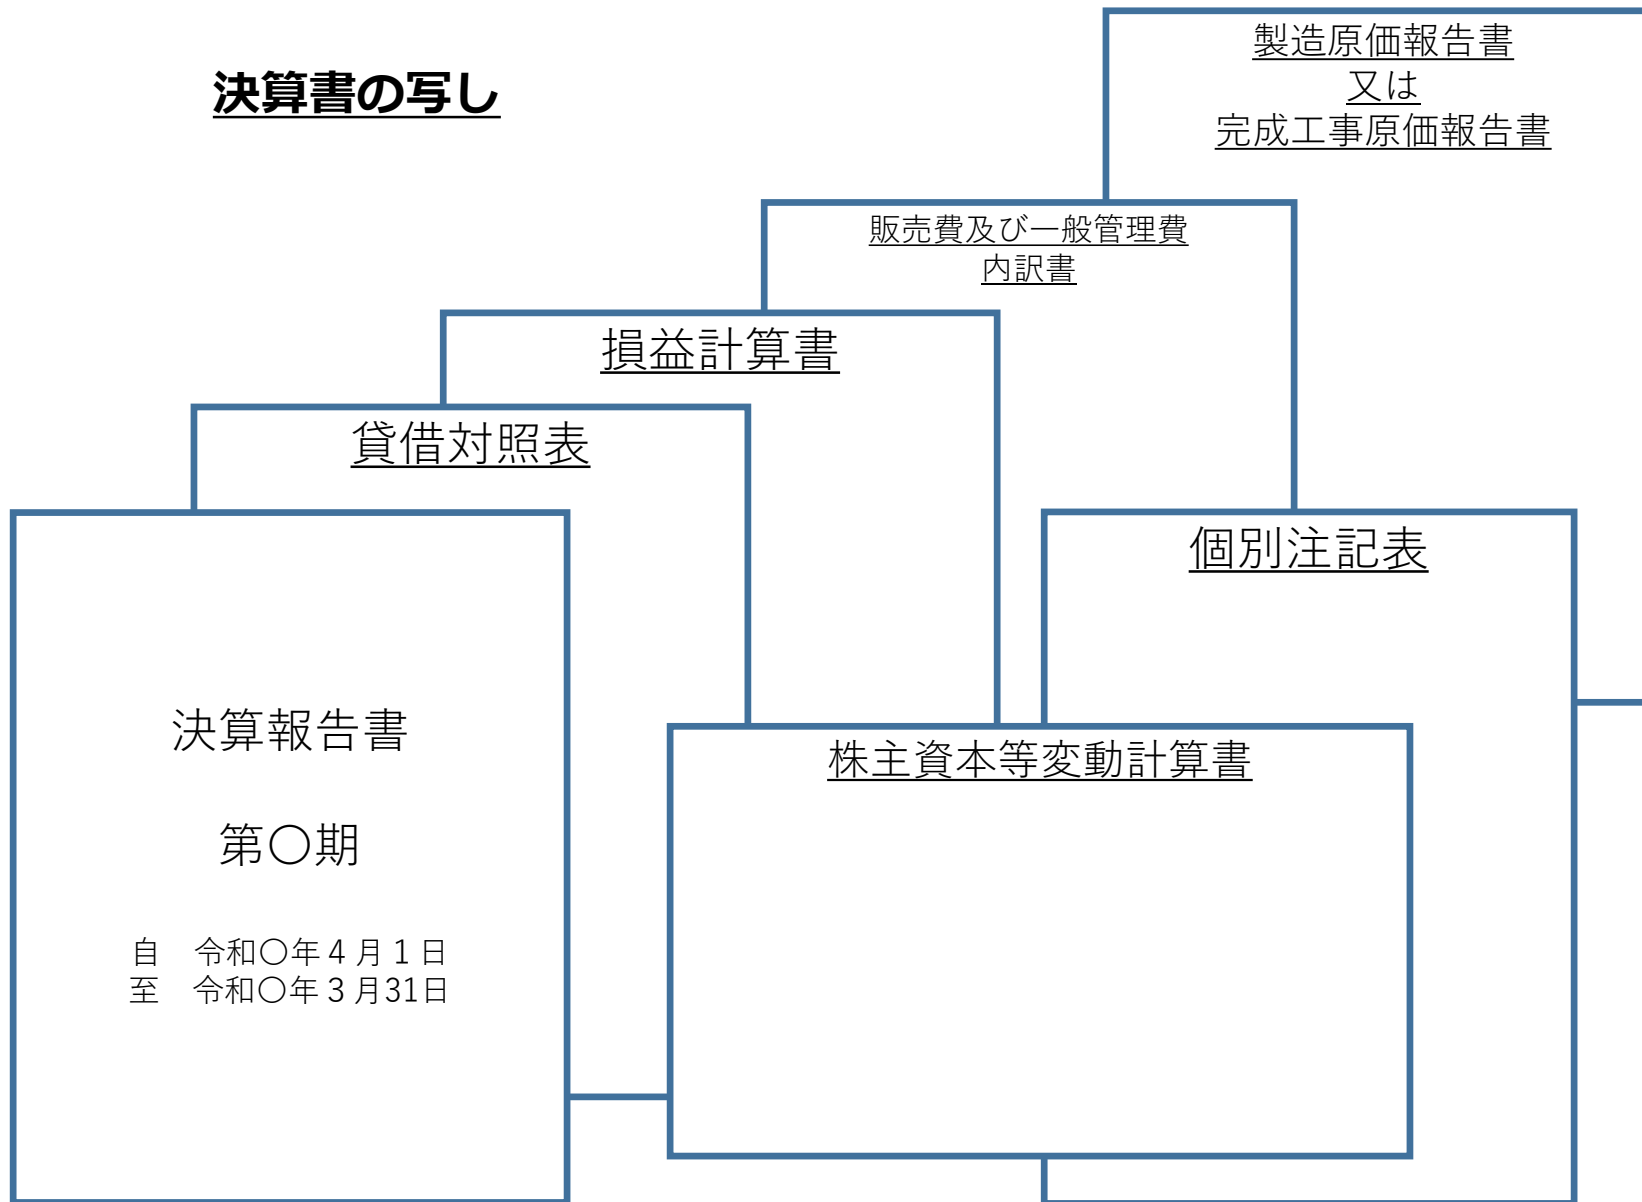 決算書の写し
製造原価報告書
又は
完成工事原価報告書
販売費及び一般管理費
内訳書
損益計算書
貸借対照表
個別注記表
決算報告書
第〇期
自　令和〇年４月１日
至　令和〇年３月31日
株主資本等変動計算書